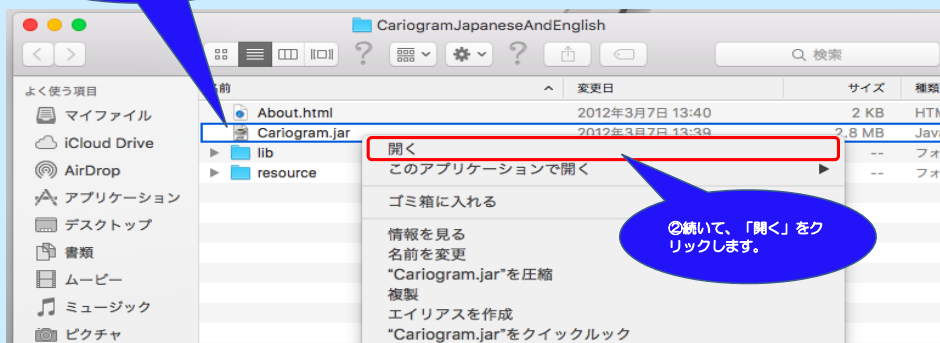 CariogramJapaneseAndEnglish
検索
よく使う項目
マイファイル
iCloud Drive
AirDrop
アプリケーション
デスクトップ
書類
ムービー
ミュージック
ピクチャ
変更日 サイズ 種類
About.html 2012年3月7日 13:40 2 KB HTM
Cariogram.jar 2012年3月7日 13:39 2.8 MB Java
lib -- フォ
resource -- フォ
開く
このアプリケーションで開く
ゴミ箱に入れる
情報を見る
名前を変更
“Cariogram.jar”を圧縮
複製
エイリアスを作成
“Cariogram.jar”をクイックルック
②続いて、「開く」をク
リックします。